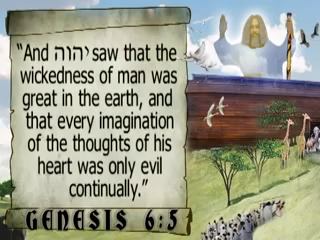 “And יהוה saw that the
wickedness of man was
great in the earth, and
that every imagination
of the thoughts of his
heart was only evil
continually.”
GENESIS 6:5